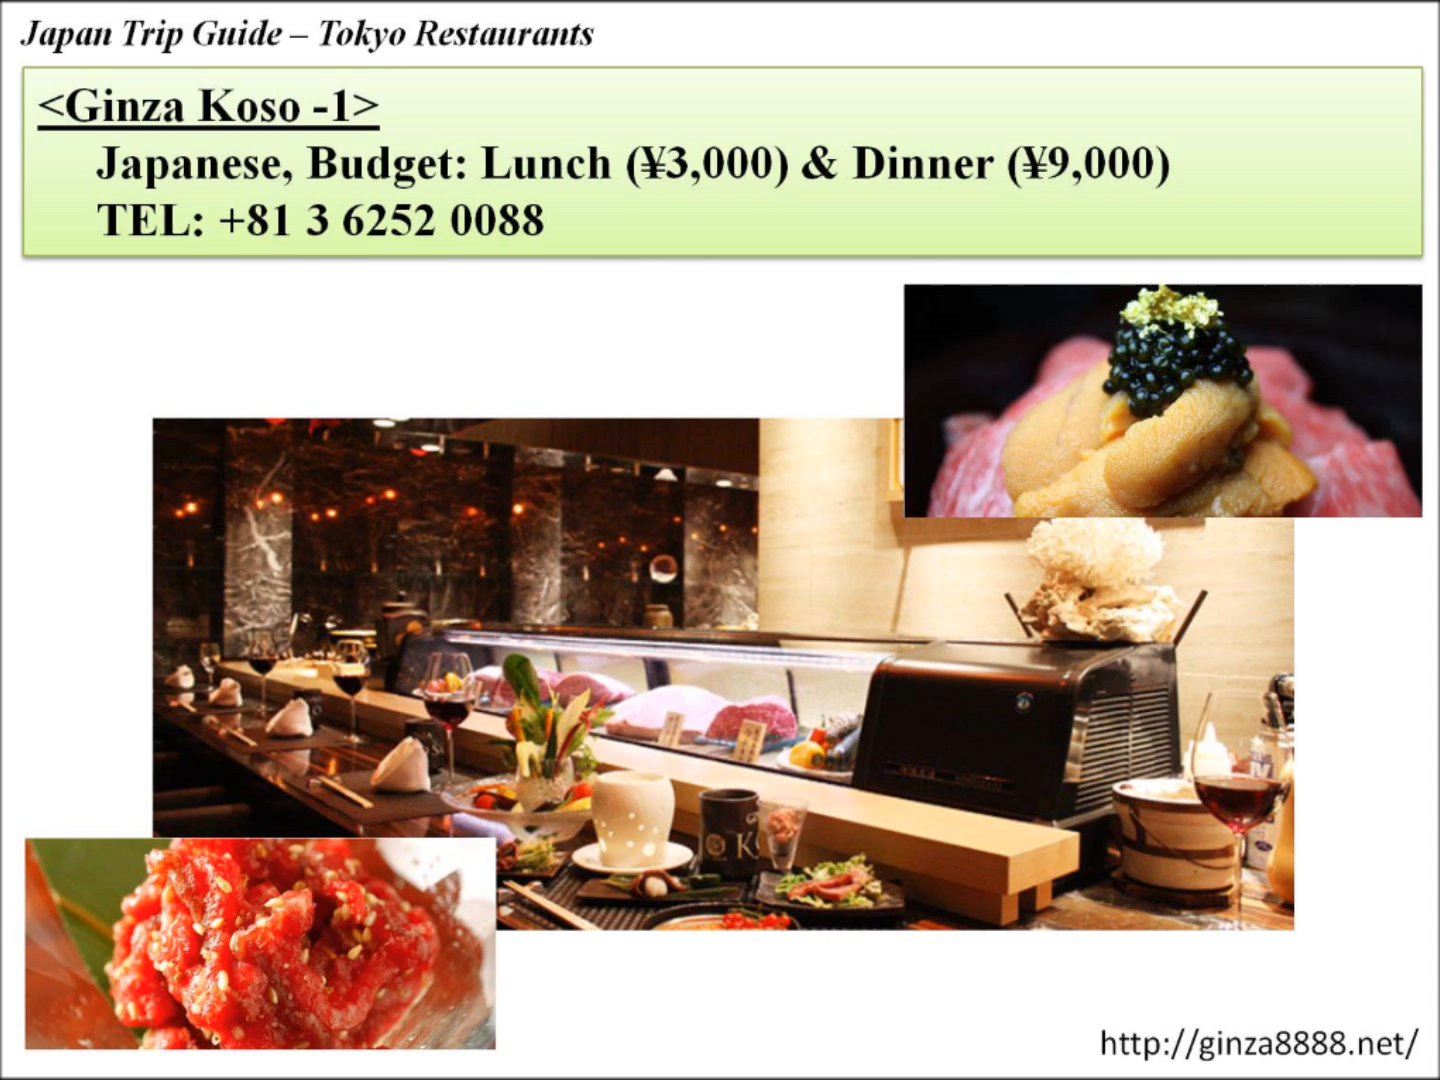 Japan Trip Guide – Tokyo Restaurants
<Ginza Koso -1>
Japanese, Budget: Lunch (¥3,000) & Dinner (¥9,000)
TEL: +81 3 6252 0088
http://ginza8888.net/